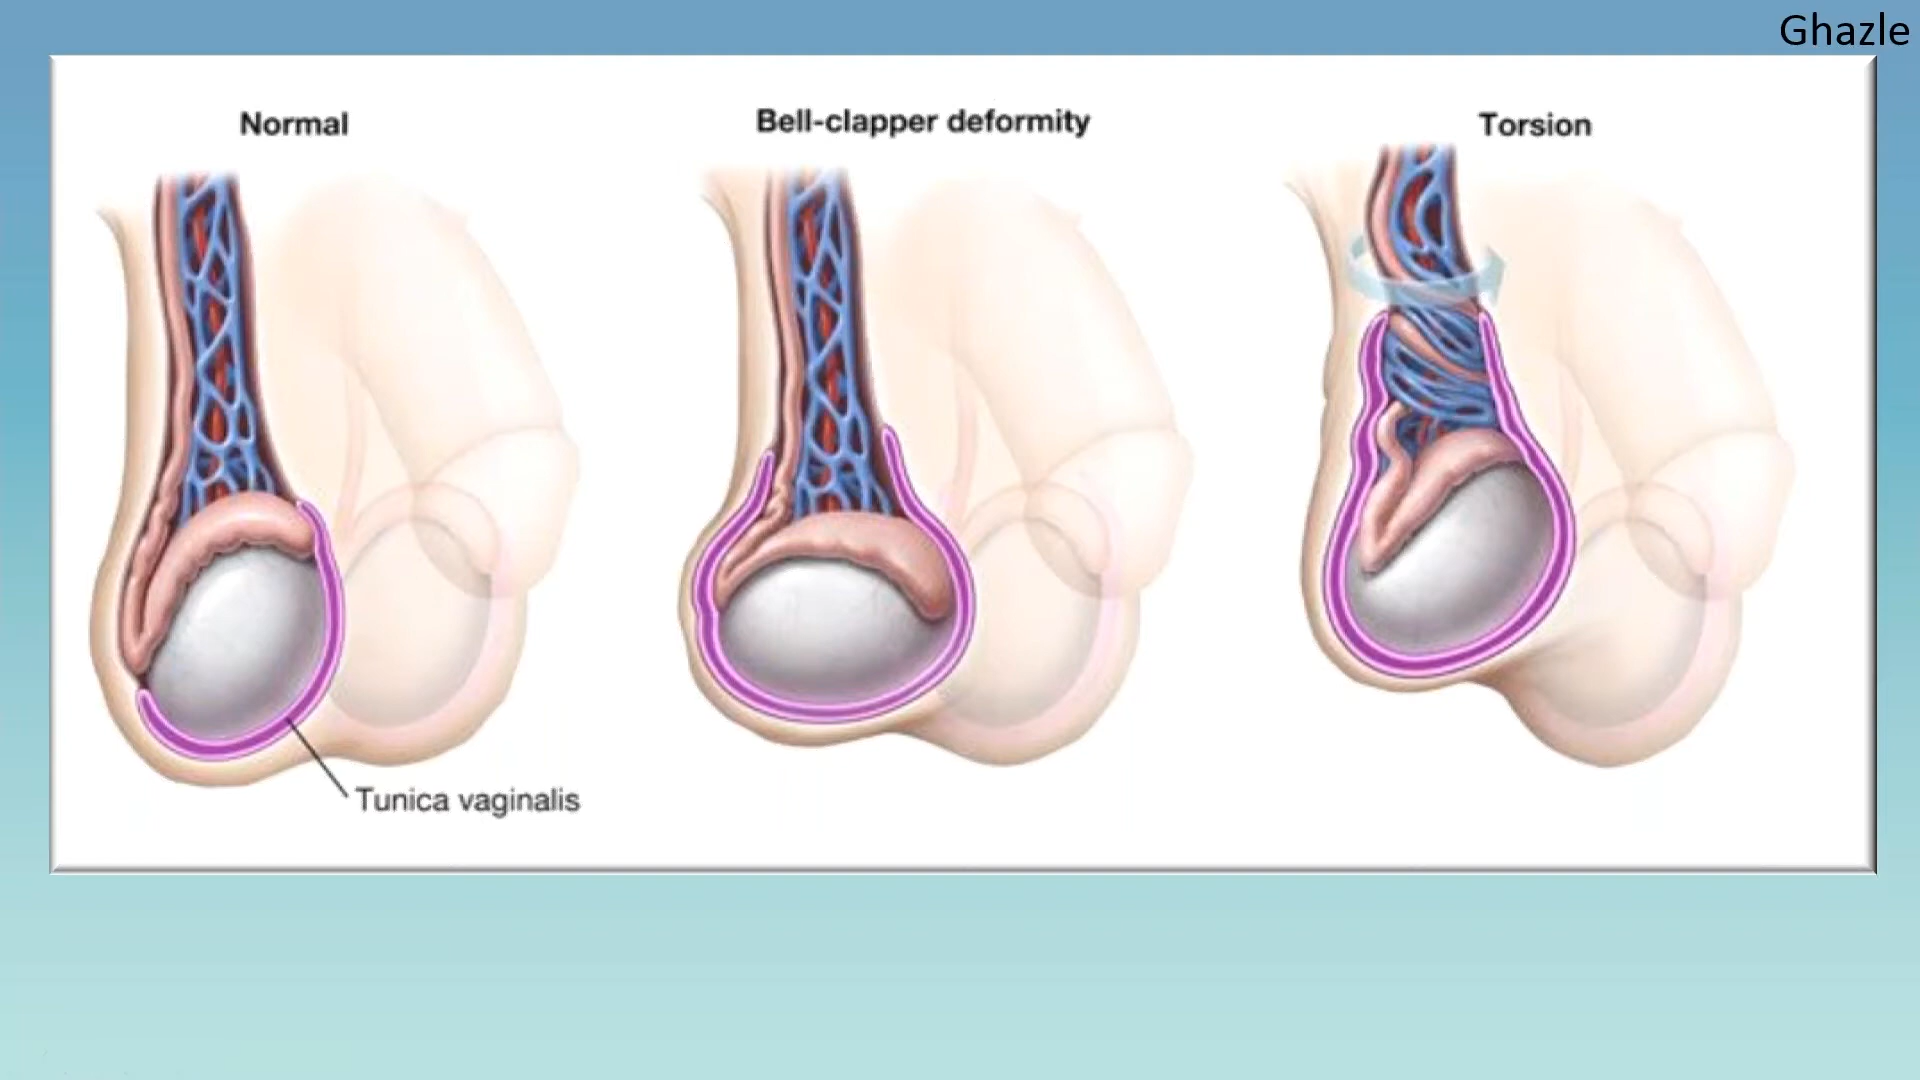 Ghazle
Normal
Bell-clapper deformity
Torsion
Tunica vaginalis